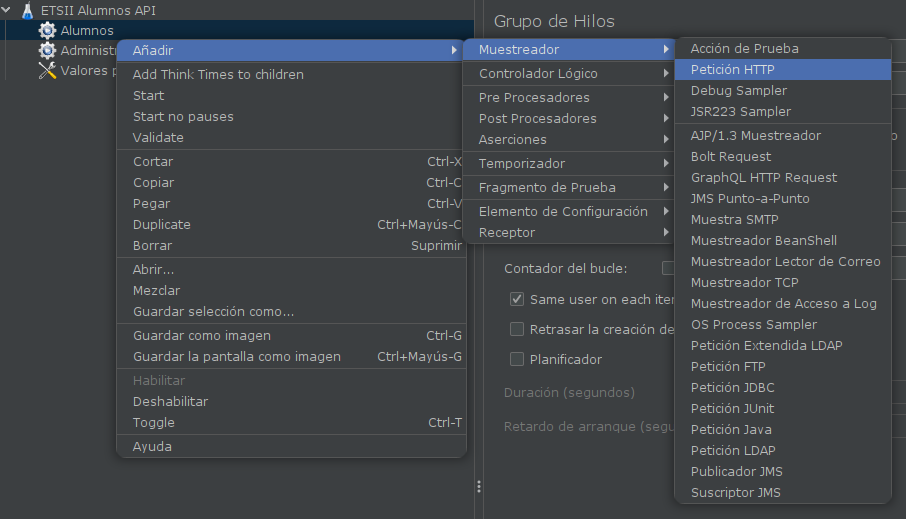 ETSII Alumnos API
Alumnos
Administr
Valores p
Añadir
Add Think Times to children
Start
Start no pauses
Validate
Cortar Ctrl-X
Copiar Ctrl-C
Pegar Ctrl-V
Duplicate Ctrl+Mayús-C
Borrar Suprimir
Abrir...
Mezclar
Guardar selección como...
Guardar como imagen Ctrl-G
Guardar la pantalla como imagen Ctrl+Mayús-G
Habilitar
Deshabilitar
Toggle Ctrl-T
Ayuda
Grupo de Hilos
Muestreador
Controlador Lógico
Pre Procesadores
Post Procesadores
Aserciones
Temporizador
Fragmento de Prueba
Elemento de Configuración
Receptor
Contador del bucle:
Same user on each iter
Retrasar la creación de
Planificador
Duración (segundos)
Retardo de arranque (segu
Acción de Prueba
Petición HTTP
Debug Sampler
JSR223 Sampler
AJP/1.3 Muestreador
Bolt Request
GraphQL HTTP Request
JMS Punto-a-Punto
Muestra SMTP
Muestreador BeanShell
Muestreador Lector de Correo
Muestreador TCP
Muestreador de Acceso a Log
OS Process Sampler
Petición Extendida LDAP
Petición FTP
Petición JDBC
Petición JUnit
Petición Java
Petición LDAP
Publicador JMS
Suscriptor JMS